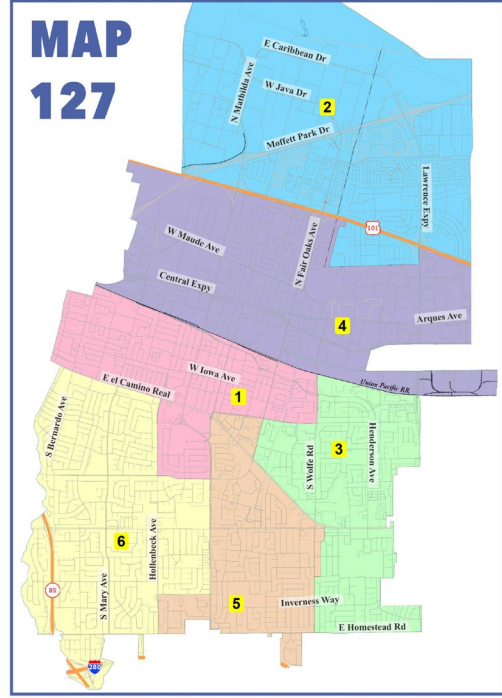 MAP
127
E Caribbean Dr
N Mathilda Ave
W Java Dr
2
Moffett Park Dr
Lawrence Expy
101
N Fair Oaks Ave
W Maude Ave
Central Expy
4
Arques Ave
Union Pacific RR
W Iowa Ave
1
E el Camino Real
S Bernardo Ave
S Wolfe Rd
3
Henderson Ave
6
Hollenbeck Ave
S Mary Ave
85
5
Inverness Way
E Homestead Rd
280